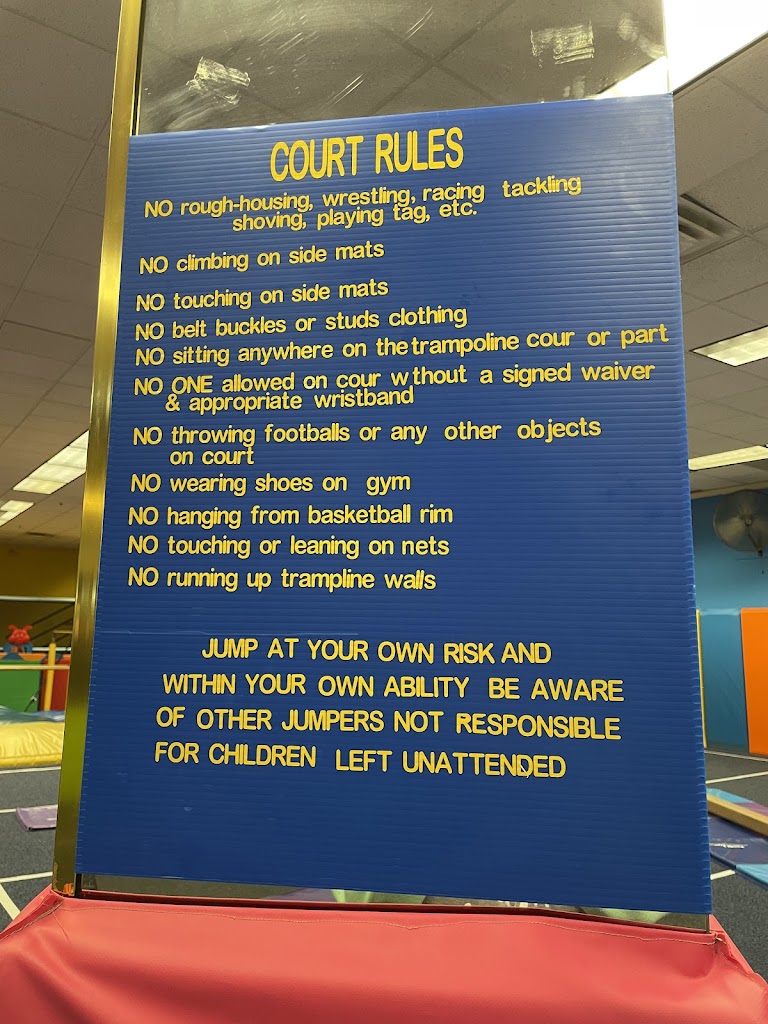 COURT RULES
NO rough-housing, wrestling, racing tackling
shoving, playing tag, etc.
NO climbing on side mats
NO touching on side mats
NO belt buckles or studs clothing
NO sitting anywhere on the trampoline cour or part
NO ONE allowed on cour w thout a signed waiver
& appropriate wristband
NO throwing footballs or any other objects
on court
NO wearing shoes on gym
NO hanging from basketball rim
NO touching or leaning on nets
NO running up trampline walls
JUMP AT YOUR OWN RISK AND
WITHIN YOUR OWN ABILITY BE AWARE
OF OTHER JUMPERS NOT RESPONSIBLE
FOR CHILDREN LEFT UNATTENDED